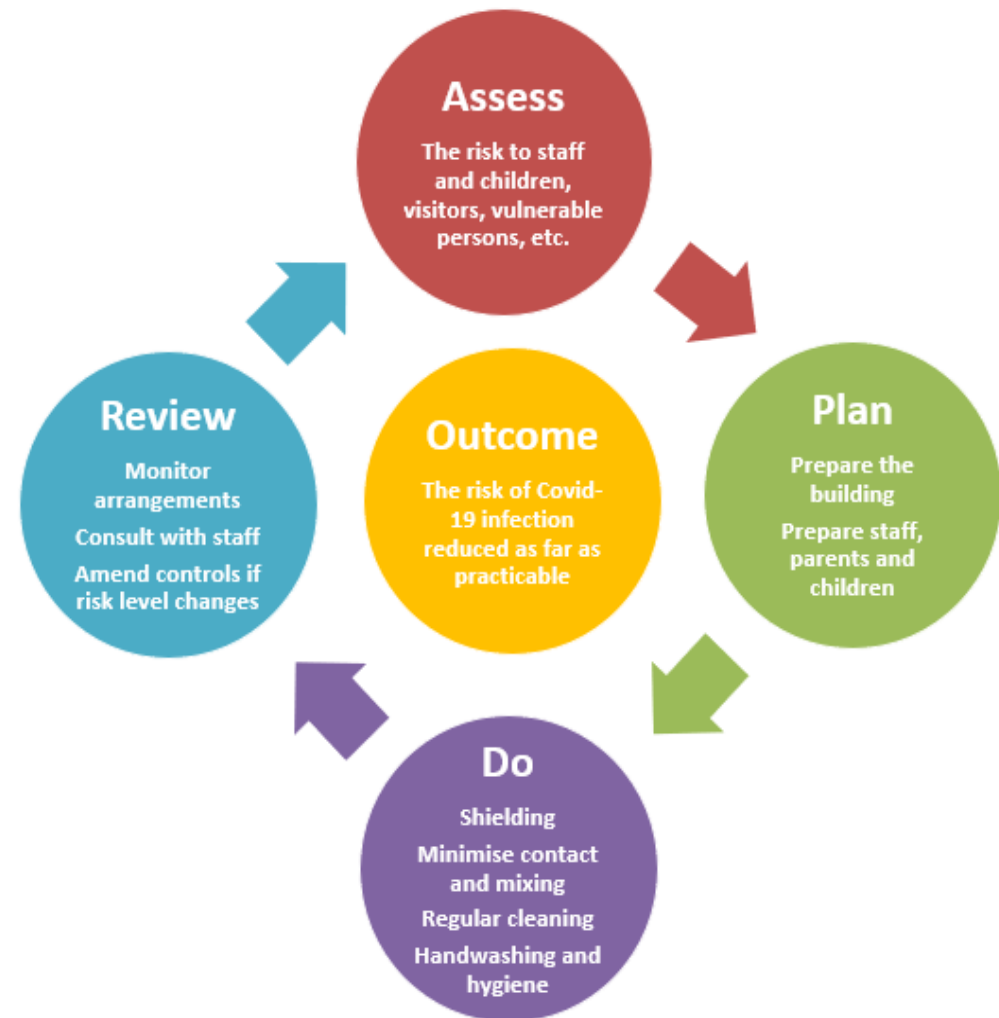 Assess
The risk to staff
and children,
visitors, vulnerable
persons, etc.
Plan
Prepare the
building
Prepare staff,
parents and
children
Do
Shielding
Minimise contact
and mixing
Regular cleaning
Handwashing and
hygiene
Review
Monitor
arrangements
Consult with staff
Amend controls if
risk level changes
Outcome
The risk of Covid-
19 infection
reduced as far as
practicable